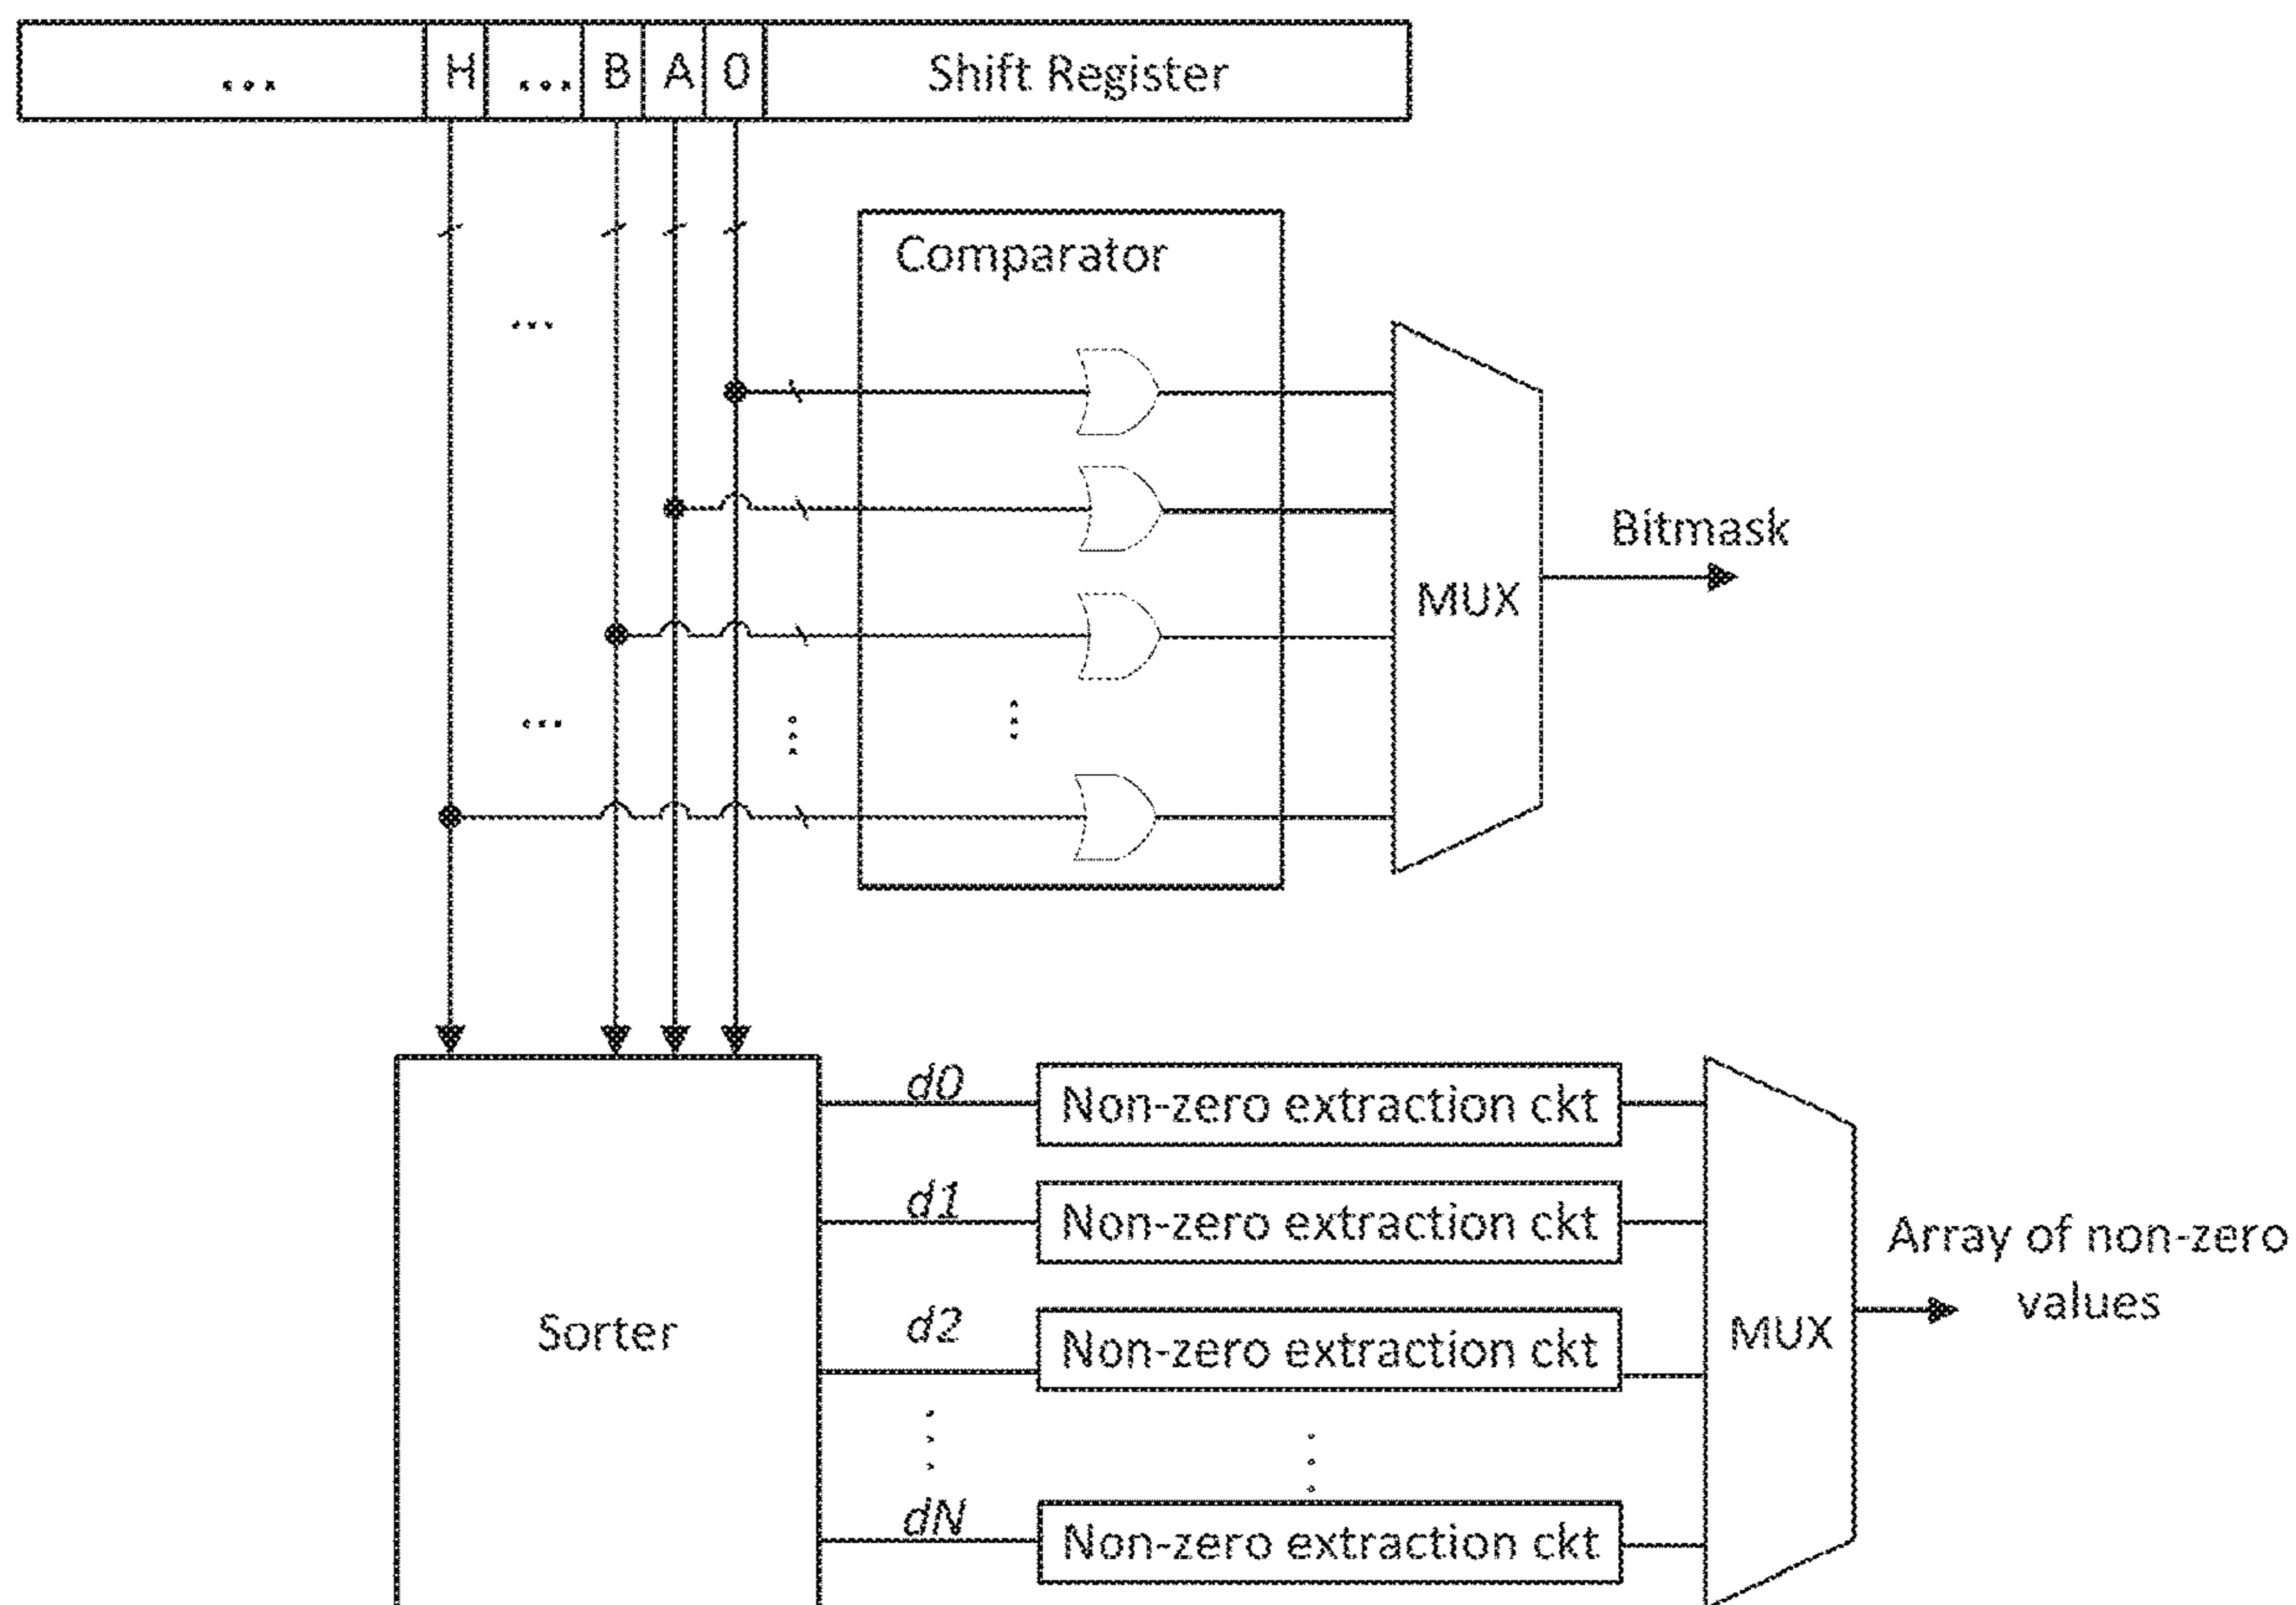 ... H ... B A 0 Shift Register
Comparator
...
Bitmask
MUX
...
d0 Non-zero extraction ckt
d1 Non-zero extraction ckt
Array of non-zero
values
d2 Non-zero extraction ckt
Sorter
MUX
dN Non-zero extraction ckt